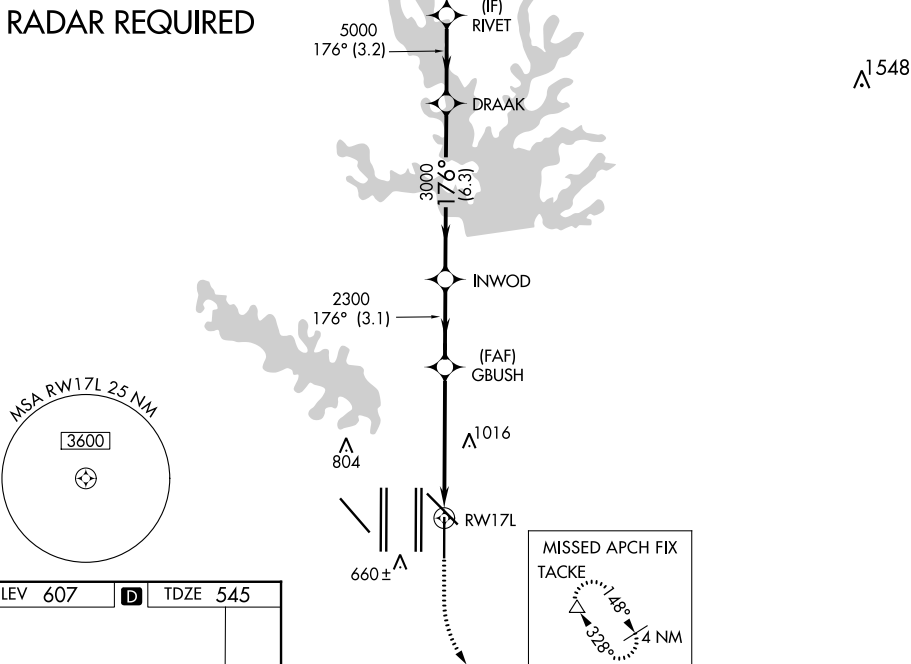 RADAR REQUIRED
(IF)
RIVET
5000
176° (3.2)
1548
DRAAK
3000
176°
(6.3)
INWOD
2300
176° (3.1)
(FAF)
GBUSH
MSA RW17L 25 NM
3600
1016
804
RW17L
660±
MISSED APCH FIX
TACKE
148°
328°
4 NM
LEV 607
D
TDZE 545